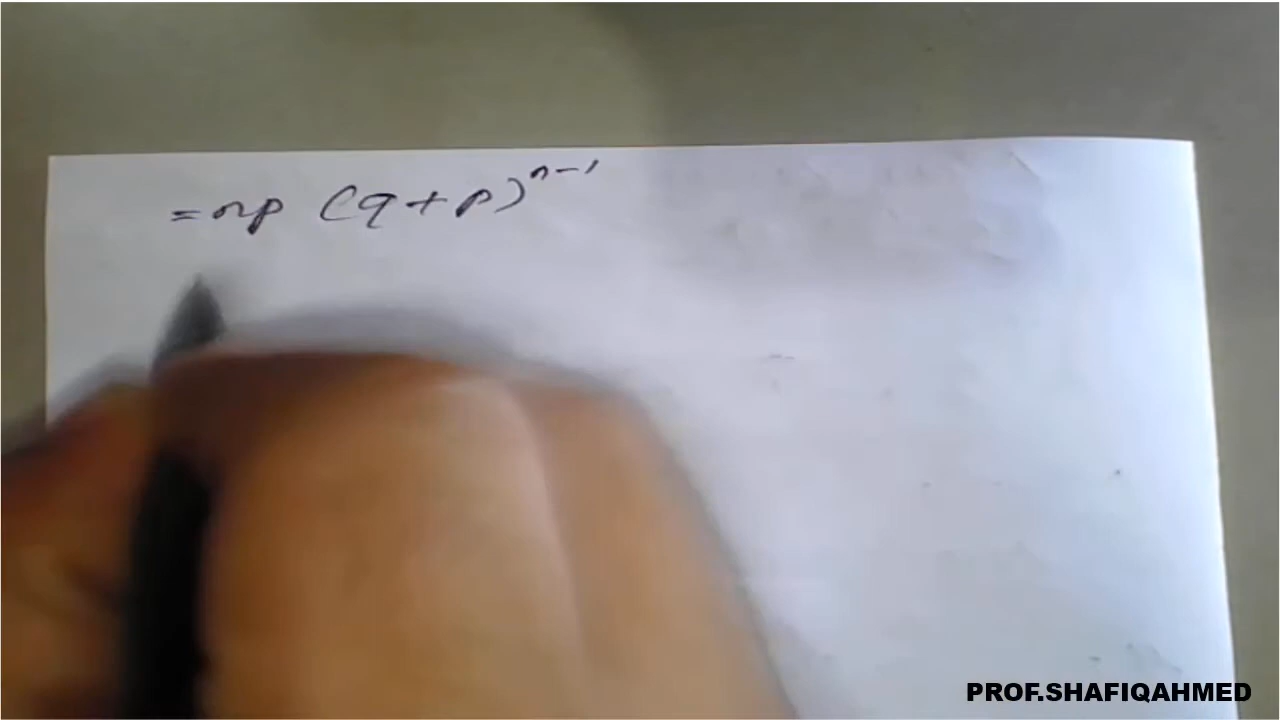 = np (q + p)^{n-1}
PROF.SHAFIQAHMED